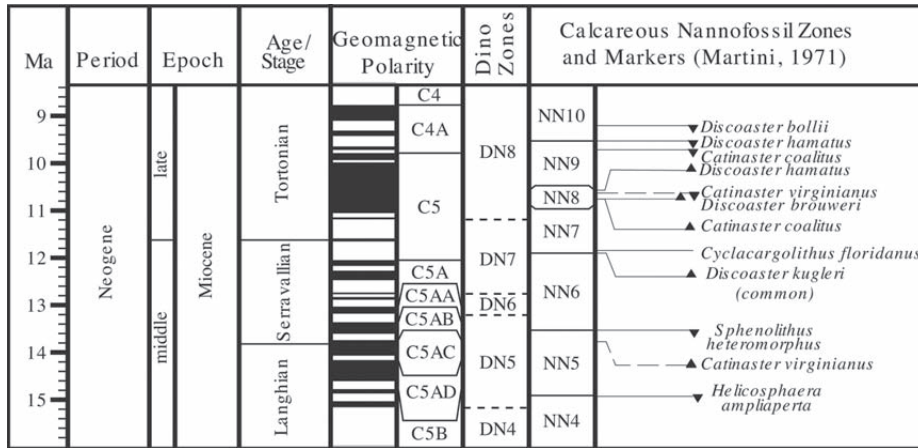 Ma
Period
Epoch
Age/
Stage
Geomagnetic
Polarity
Dino
Zones
Calcareous Nannofossil Zones
and Markers (Martini, 1971)
9
10
11
12
13
14
15
Neogene
late
middle
Miocene
Tortonian
Serravallian
Langhian
C4
C4A
C5
C5A
C5AA
C5AB
C5AC
C5AD
C5B
DN8
DN7
DN6
DN5
DN4
NN10
NN9
NN8
NN7
NN6
NN5
NN4
Discoaster bollii
Discoaster hamatus
Catinaster coalitus
Discoaster hamatus
Catinaster virginianus
Discoaster brouweri
Catinaster coalitus
Cyclacargolithus floridanus
Discoaster kugleri
(common)
Sphenolithus
heteromorphus
Catinaster virginianus
Helicosphaera
ampliaperta